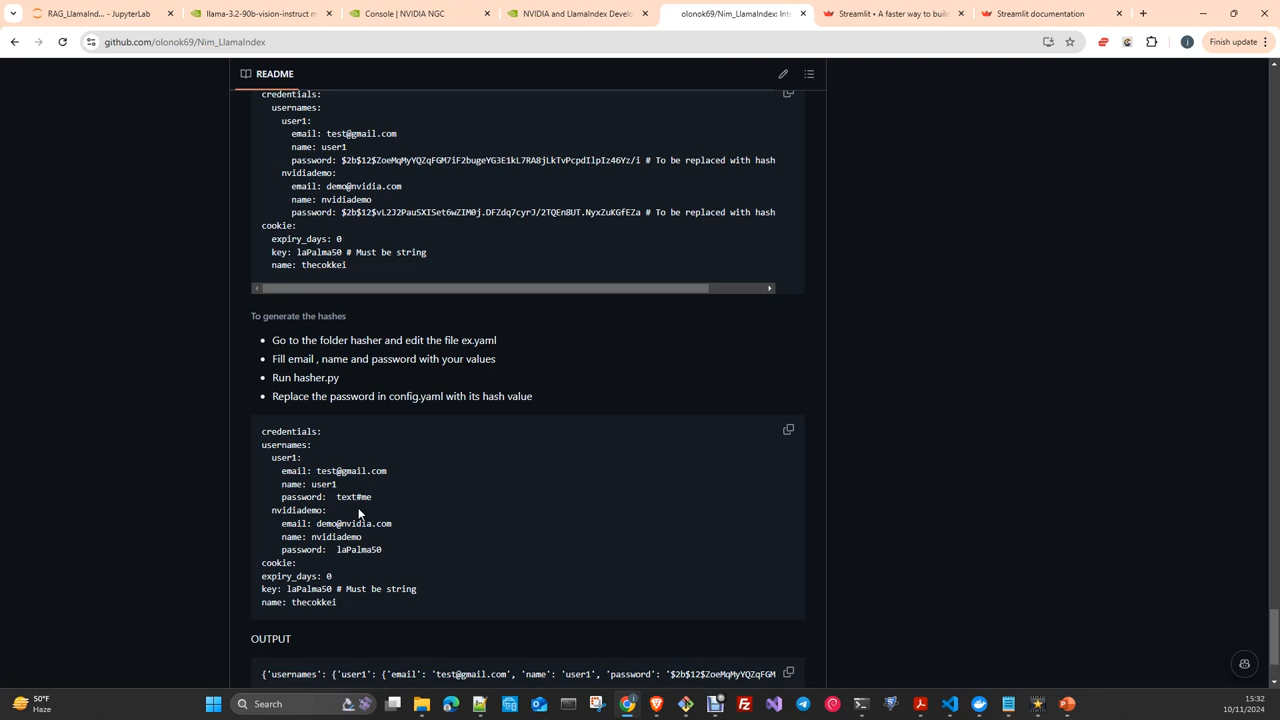 RAG_LlamaInd... - JupyterLab
llama-3.2-90b-vision-instruct m
Console | NVIDIA NGC
NVIDIA and LlamaIndex Develo
olonok69/Nim_LlamaIndex: Inte
Streamlit • A faster way to build
Streamlit documentation
github.com/olonok69/Nim_LlamaIndex
Finish update
README
credentials:
usernames:
user1:
email: test@gmail.com
name: user1
password: $2b$12$ZoeMqMyYQZqFGM7iF2bugeYG3E1kL7RA8jLkTvPcpdIlpIz46Yz/i # To be replaced with hash
nvidiademo:
email: demo@nvidia.com
name: nvidiademo
password: $2b$12$vL2J2PauSXISet6wZIM0j.DFZdq7cyrJ/2TQEn8UT.NyxZuKGfEZa # To be replaced with hash
cookie:
expiry_days: 0
key: laPalma50 # Must be string
name: thecokkei
To generate the hashes
Go to the folder hasher and edit the file ex.yaml
Fill email , name and password with your values
Run hasher.py
Replace the password in config.yaml with its hash value
credentials:
usernames:
user1:
email: test@gmail.com
name: user1
password: text#me
nvidiademo:
email: demo@nvidia.com
name: nvidiademo
password: laPalma50
cookie:
expiry_days: 0
key: laPalma50 # Must be string
name: thecokkei
OUTPUT
{'usernames': {'user1': {'email': 'test@gmail.com', 'name': 'user1', 'password': '$2b$12$ZoeMqMyYQZqFGM
50°F
Haze
Search
15:32
10/11/2024